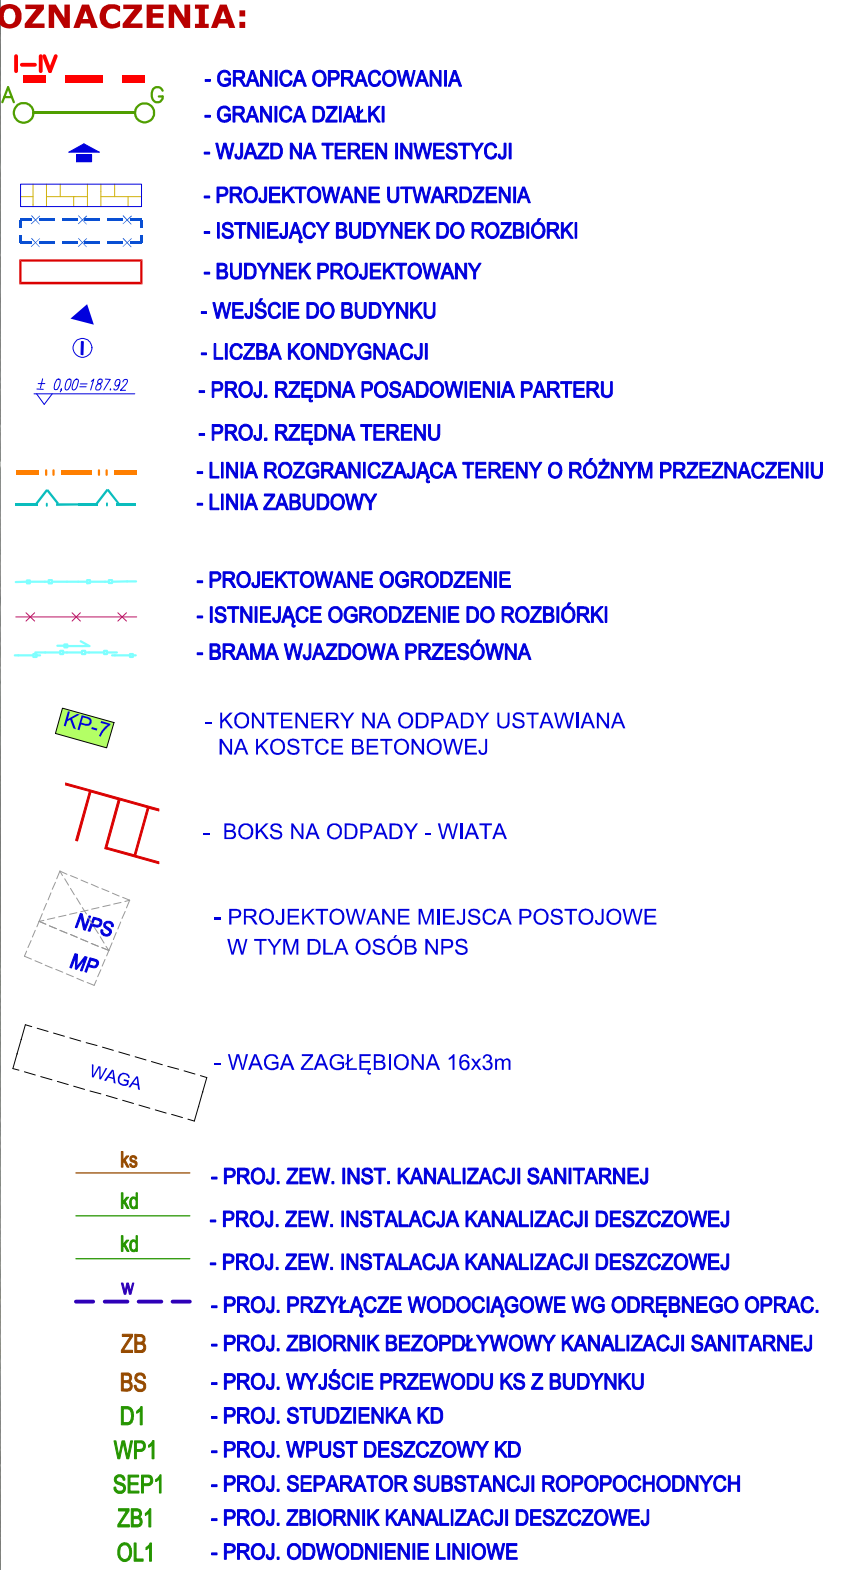 OZNACZENIA:
I-IV
- GRANICA OPRACOWANIA
A G
- GRANICA DZIAŁKI
- WJAZD NA TEREN INWESTYCJI
- PROJEKTOWANE UTWARDZENIA
- ISTNIEJĄCY BUDYNEK DO ROZBIÓRKI
- BUDYNEK PROJEKTOWANY
- WEJŚCIE DO BUDYNKU
I - LICZBA KONDYGNACJI
± 0,00=187.92 - PROJ. RZĘDNA POSADOWIENIA PARTERU
- PROJ. RZĘDNA TERENU
- LINIA ROZGRANICZAJĄCA TERENY O RÓŻNYM PRZEZNACZENIU
- LINIA ZABUDOWY
- PROJEKTOWANE OGRODZENIE
- ISTNIEJĄCE OGRODZENIE DO ROZBIÓRKI
- BRAMA WJAZDOWA PRZESÓWNA
KP-7 - KONTENERY NA ODPADY USTAWIANA
NA KOSTCE BETONOWEJ
- BOKS NA ODPADY - WIATA
NPS - PROJEKTOWANE MIEJSCA POSTOJOWE
MP W TYM DLA OSÓB NPS
WAGA - WAGA ZAGŁĘBIONA 16x3m
ks - PROJ. ZEW. INST. KANALIZACJI SANITARNEJ
kd - PROJ. ZEW. INSTALACJA KANALIZACJI DESZCZOWEJ
kd - PROJ. ZEW. INSTALACJA KANALIZACJI DESZCZOWEJ
w - PROJ. PRZYŁĄCZE WODOCIĄGOWE WG ODRĘBNEGO OPRAC.
ZB - PROJ. ZBIORNIK BEZOPDŁYWOWY KANALIZACJI SANITARNEJ
BS - PROJ. WYJŚCIE PRZEWODU KS Z BUDYNKU
D1 - PROJ. STUDZIENKA KD
WP1 - PROJ. WPUST DESZCZOWY KD
SEP1 - PROJ. SEPARATOR SUBSTANCJI ROPOPOCHODNYCH
ZB1 - PROJ. ZBIORNIK KANALIZACJI DESZCZOWEJ
OL1 - PROJ. ODWODNIENIE LINIOWE